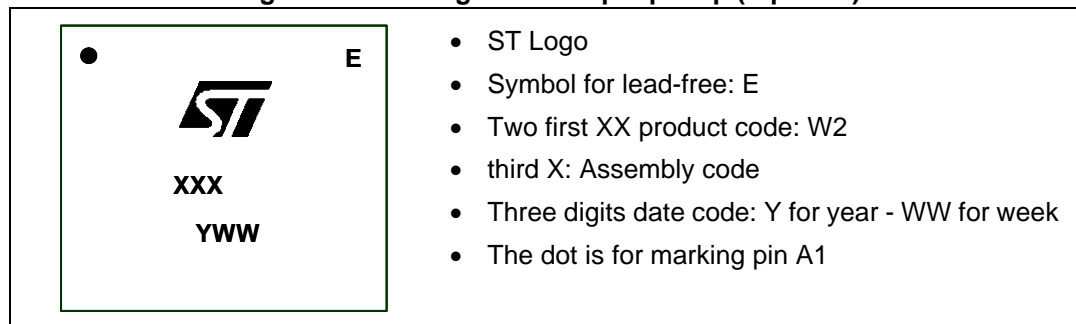 E
ST
XXX
YWW
• ST Logo
• Symbol for lead-free: E
• Two first XX product code: W2
• third X: Assembly code
• Three digits date code: Y for year - WW for week
• The dot is for marking pin A1